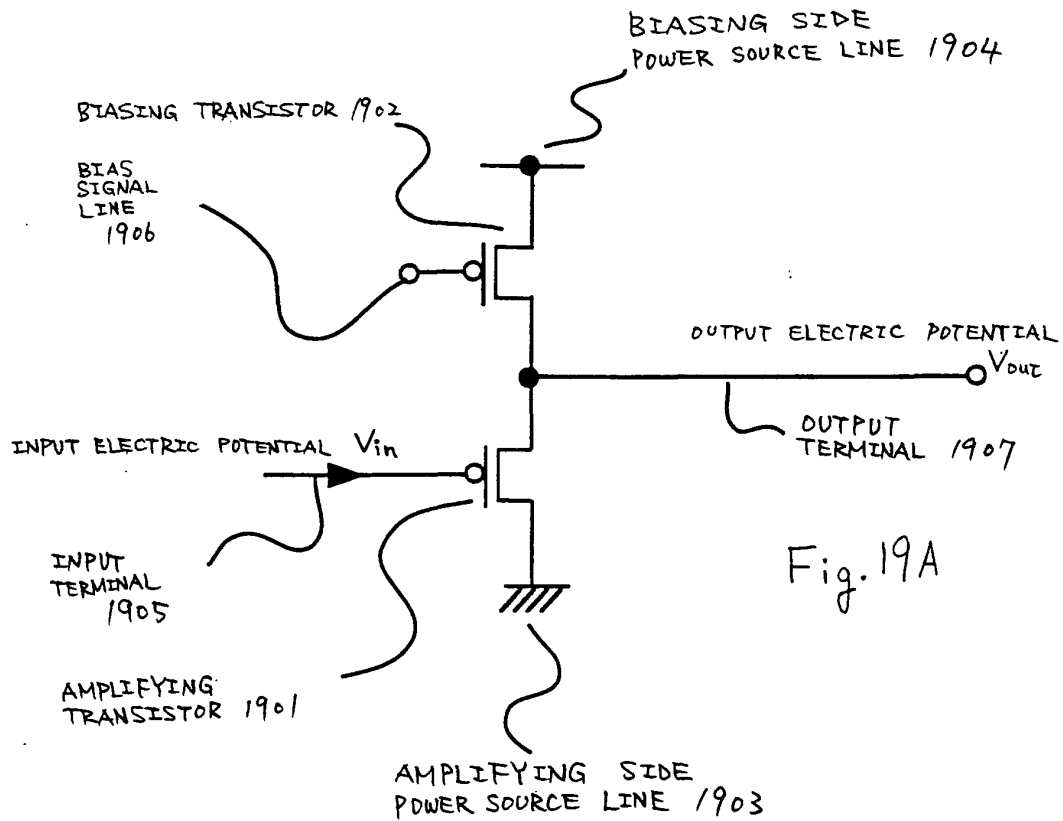 BIASING SIDE
POWER SOURCE LINE 1904
BIASING TRANSISTOR 1902
BIAS
SIGNAL
LINE
1906
OUTPUT ELECTRIC POTENTIAL
Vout
OUTPUT
TERMINAL 1907
INPUT ELECTRIC POTENTIAL Vin
INPUT
TERMINAL
1905
Fig. 19A
AMPLIFYING
TRANSISTOR 1901
AMPLIFYING SIDE
POWER SOURCE LINE 1903